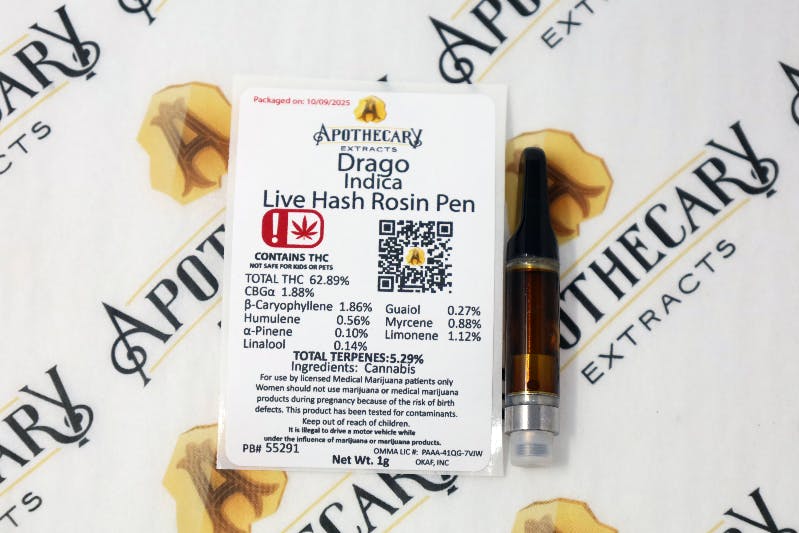 APOTHECARY
EXTRACTS
Packaged on: 10/09/2025
A
APOTHECARY
EXTRACTS
Drago
Indica
Live Hash Rosin Pen
!
CONTAINS THC
NOT SAFE FOR KIDS OR PETS
TOTAL THC 62.89%
CBGα 1.88%
β-Caryophyllene 1.86% Guaiol 0.27%
Humulene 0.56% Myrcene 0.88%
α-Pinene 0.10% Limonene 1.12%
Linalool 0.14%
TOTAL TERPENES:5.29%
Ingredients: Cannabis
For use by licensed Medical Marijuana patients only
Women should not use marijuana or medical marijuana
products during pregnancy because of the risk of birth
defects. This product has been tested for contaminants.
Keep out of reach of children.
It is illegal to drive a motor vehicle while
under the influence of marijuana or marijuana products.
PB# 55291 OMMA LIC #: PAAA-41QG-7VJW
Net Wt. 1g OKAF, INC
APOTHECARY
EXTRACTS